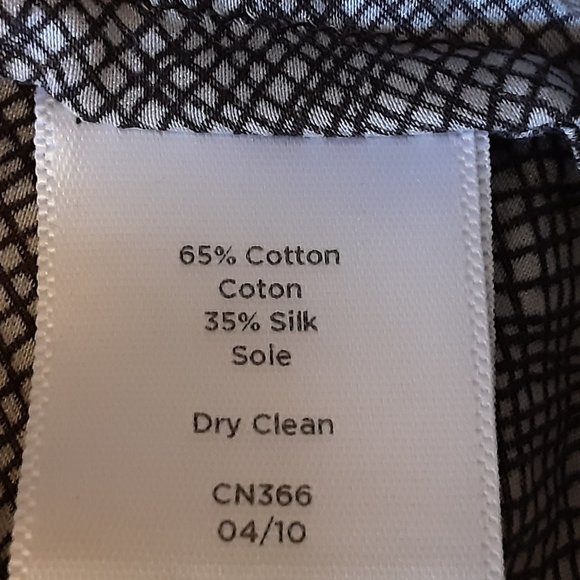 65% Cotton
Coton
35% Silk
Sole
Dry Clean
CN366
04/10